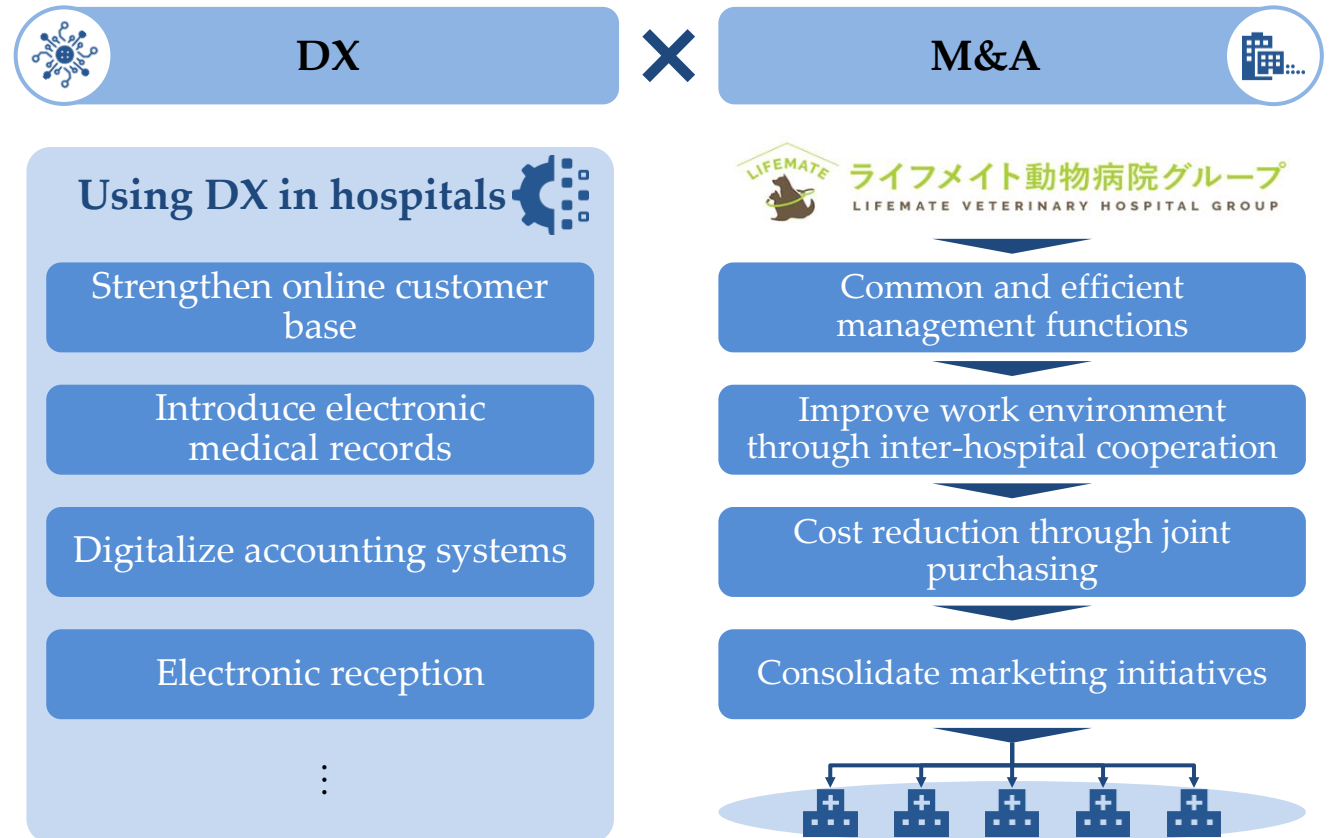 DX
×
M&A
Using DX in hospitals
Strengthen online customer
base
Introduce electronic
medical records
Digitalize accounting systems
Electronic reception
⋮
LIFEMATE
ライフメイト動物病院グループ
LIFEMATE VETERINARY HOSPITAL GROUP
Common and efficient
management functions
Improve work environment
through inter-hospital cooperation
Cost reduction through joint
purchasing
Consolidate marketing initiatives